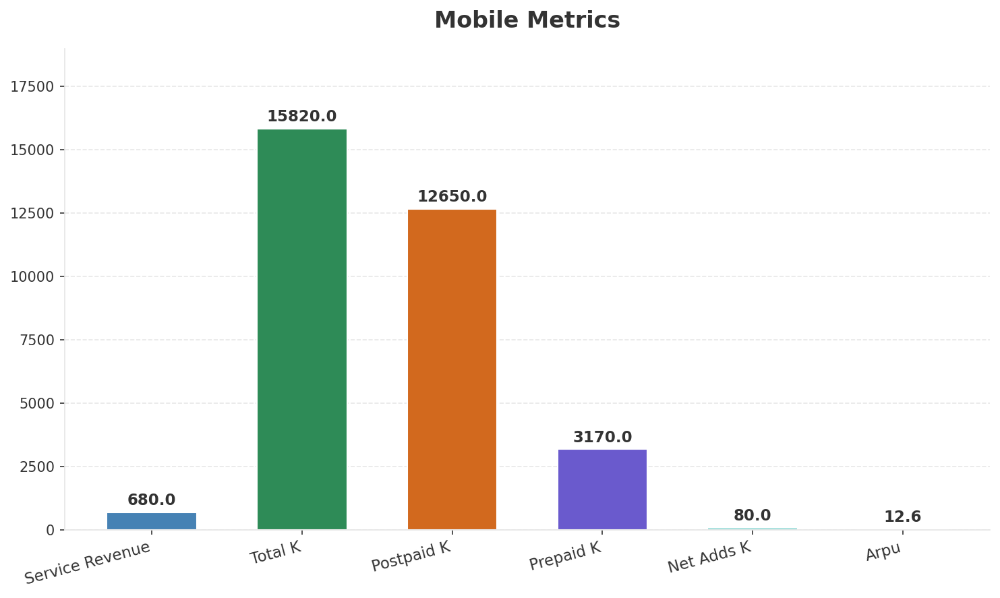 Mobile Metrics
17500
15000
12500
10000
7500
5000
2500
0
680.0
15820.0
12650.0
3170.0
80.0
12.6
Service Revenue
Total K
Postpaid K
Prepaid K
Net Adds K
Arpu